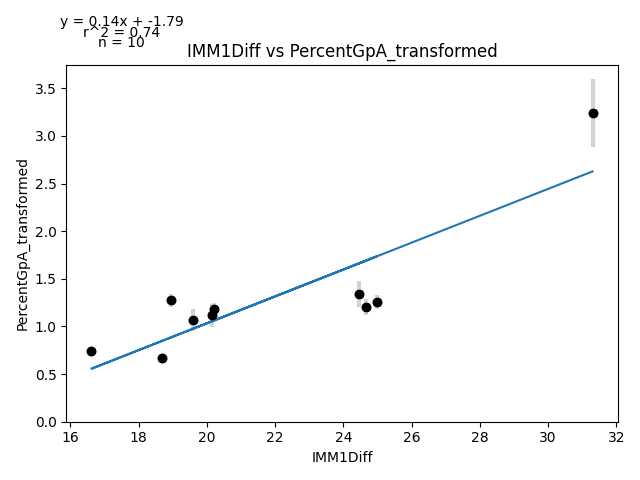 y = 0.14x + -1.79
r^2 = 0.74
n = 10
IMM1Diff vs PercentGpA_transformed
PercentGpA_transformed
3.5
3.0
2.5
2.0
1.5
1.0
0.5
0.0
16 18 20 22 24 26 28 30 32
IMM1Diff